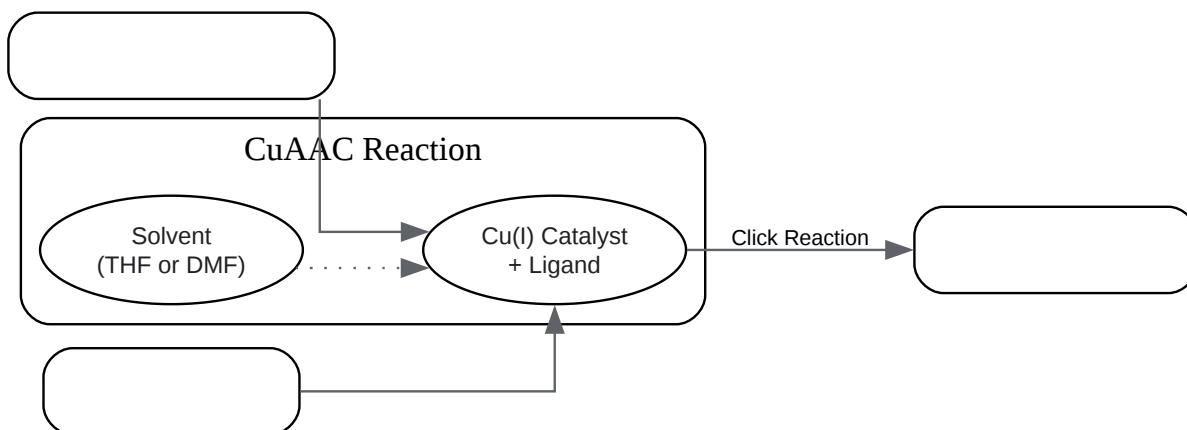 CuAAC Reaction
Solvent
(THF or DMF)
Cu(I) Catalyst
+ Ligand
Click Reaction